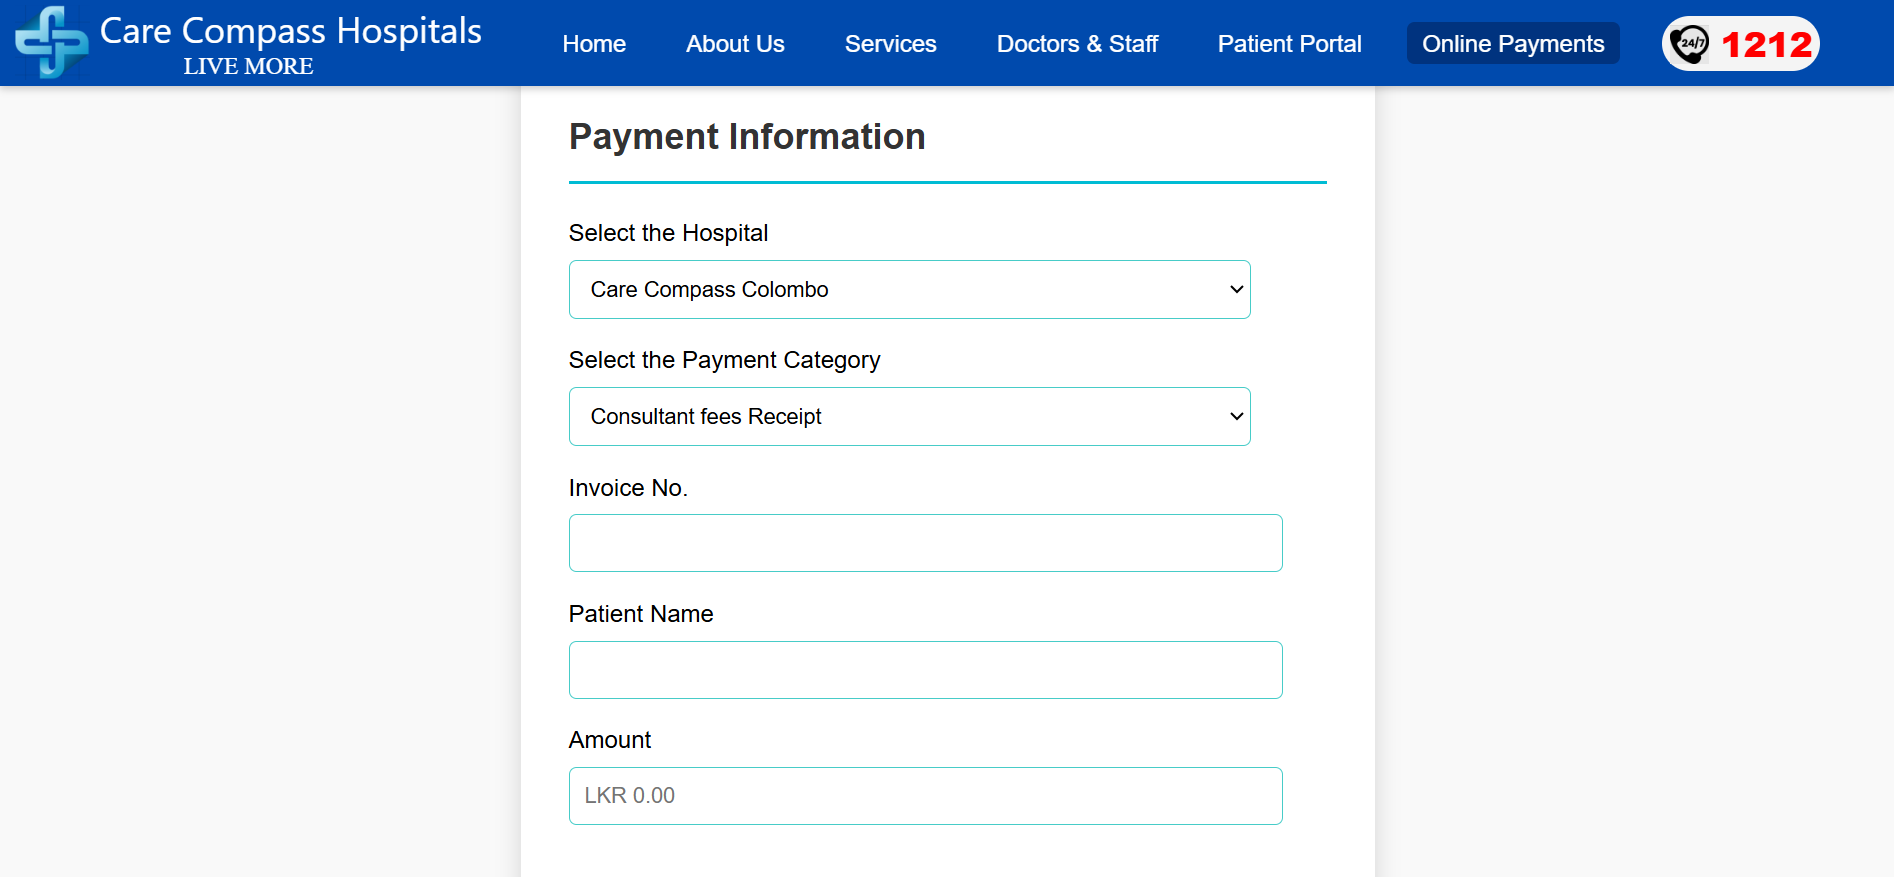 Care Compass Hospitals
LIVE MORE
Home
About Us
Services
Doctors & Staff
Patient Portal
Online Payments
24/7
1212
Payment Information
Select the Hospital
Care Compass Colombo
Select the Payment Category
Consultant fees Receipt
Invoice No.
Patient Name
Amount
LKR 0.00